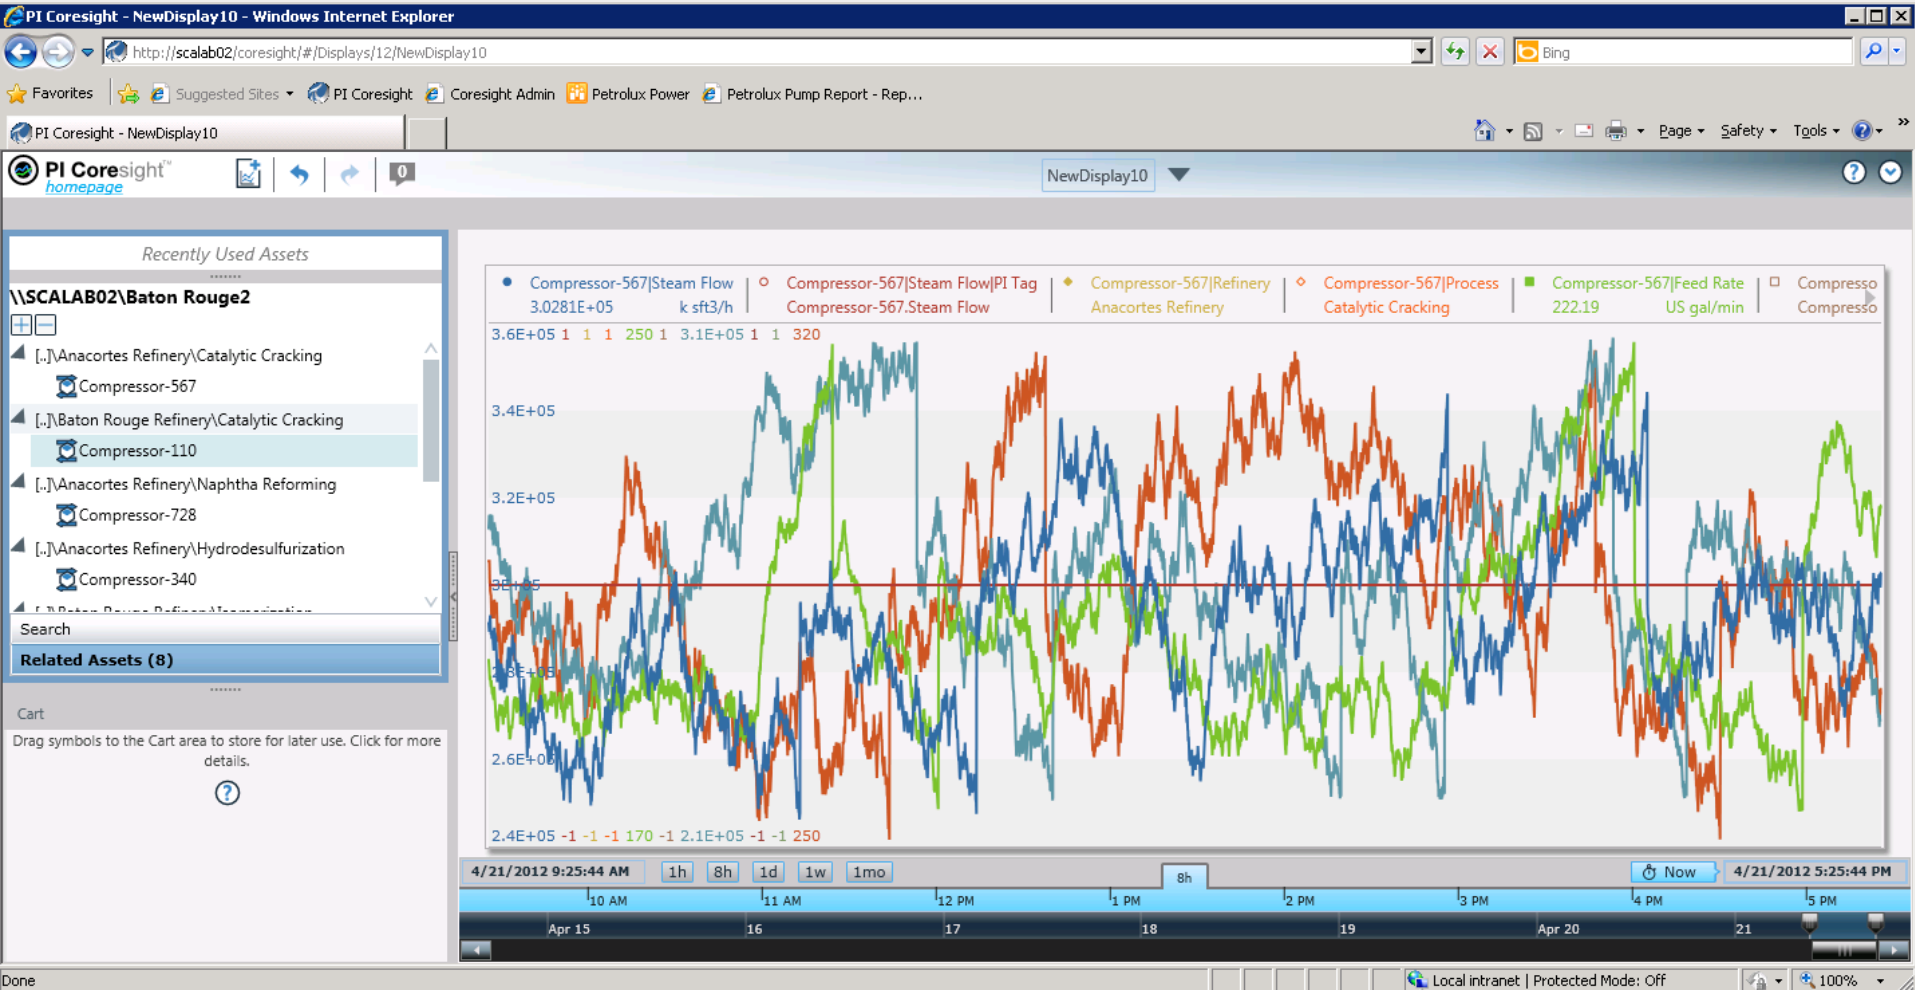 PI Coresight - NewDisplay10 - Windows Internet Explorer
http://scalab02/coresight/#/Displays/12/NewDisplay10
Bing
Favorites
Suggested Sites
PI Coresight
Coresight Admin
Petrolux Power
Petrolux Pump Report - Rep...
PI Coresight - NewDisplay10
Page
Safety
Tools
PI Coresight™
homepage
0
NewDisplay10
Recently Used Assets
\\SCALAB02\Baton Rouge2
[..]\Anacortes Refinery\Catalytic Cracking
Compressor-567
[..]\Baton Rouge Refinery\Catalytic Cracking
Compressor-110
[..]\Anacortes Refinery\Naphtha Reforming
Compressor-728
[..]\Anacortes Refinery\Hydrodesulfurization
Compressor-340
Search
Related Assets (8)
Cart
Drag symbols to the Cart area to store for later use. Click for more
details.
Compressor-567|Steam Flow
3.0281E+05 k sft3/h
Compressor-567|Steam Flow|PI Tag
Compressor-567.Steam Flow
Compressor-567|Refinery
Anacortes Refinery
Compressor-567|Process
Catalytic Cracking
Compressor-567|Feed Rate
222.19 US gal/min
Compresso
Compresso
3.6E+05 1 1 1 250 1 3.1E+05 1 1 320
3.4E+05
3.2E+05
3E+05
2.8E+05
2.6E+05
2.4E+05 -1 -1 -1 170 -1 2.1E+05 -1 -1 250
4/21/2012 9:25:44 AM
1h 8h 1d 1w 1mo
8h
Now
4/21/2012 5:25:44 PM
10 AM 11 AM 12 PM 1 PM 2 PM 3 PM 4 PM 5 PM
Apr 15 16 17 18 19 Apr 20 21
Done
Local intranet | Protected Mode: Off
100%